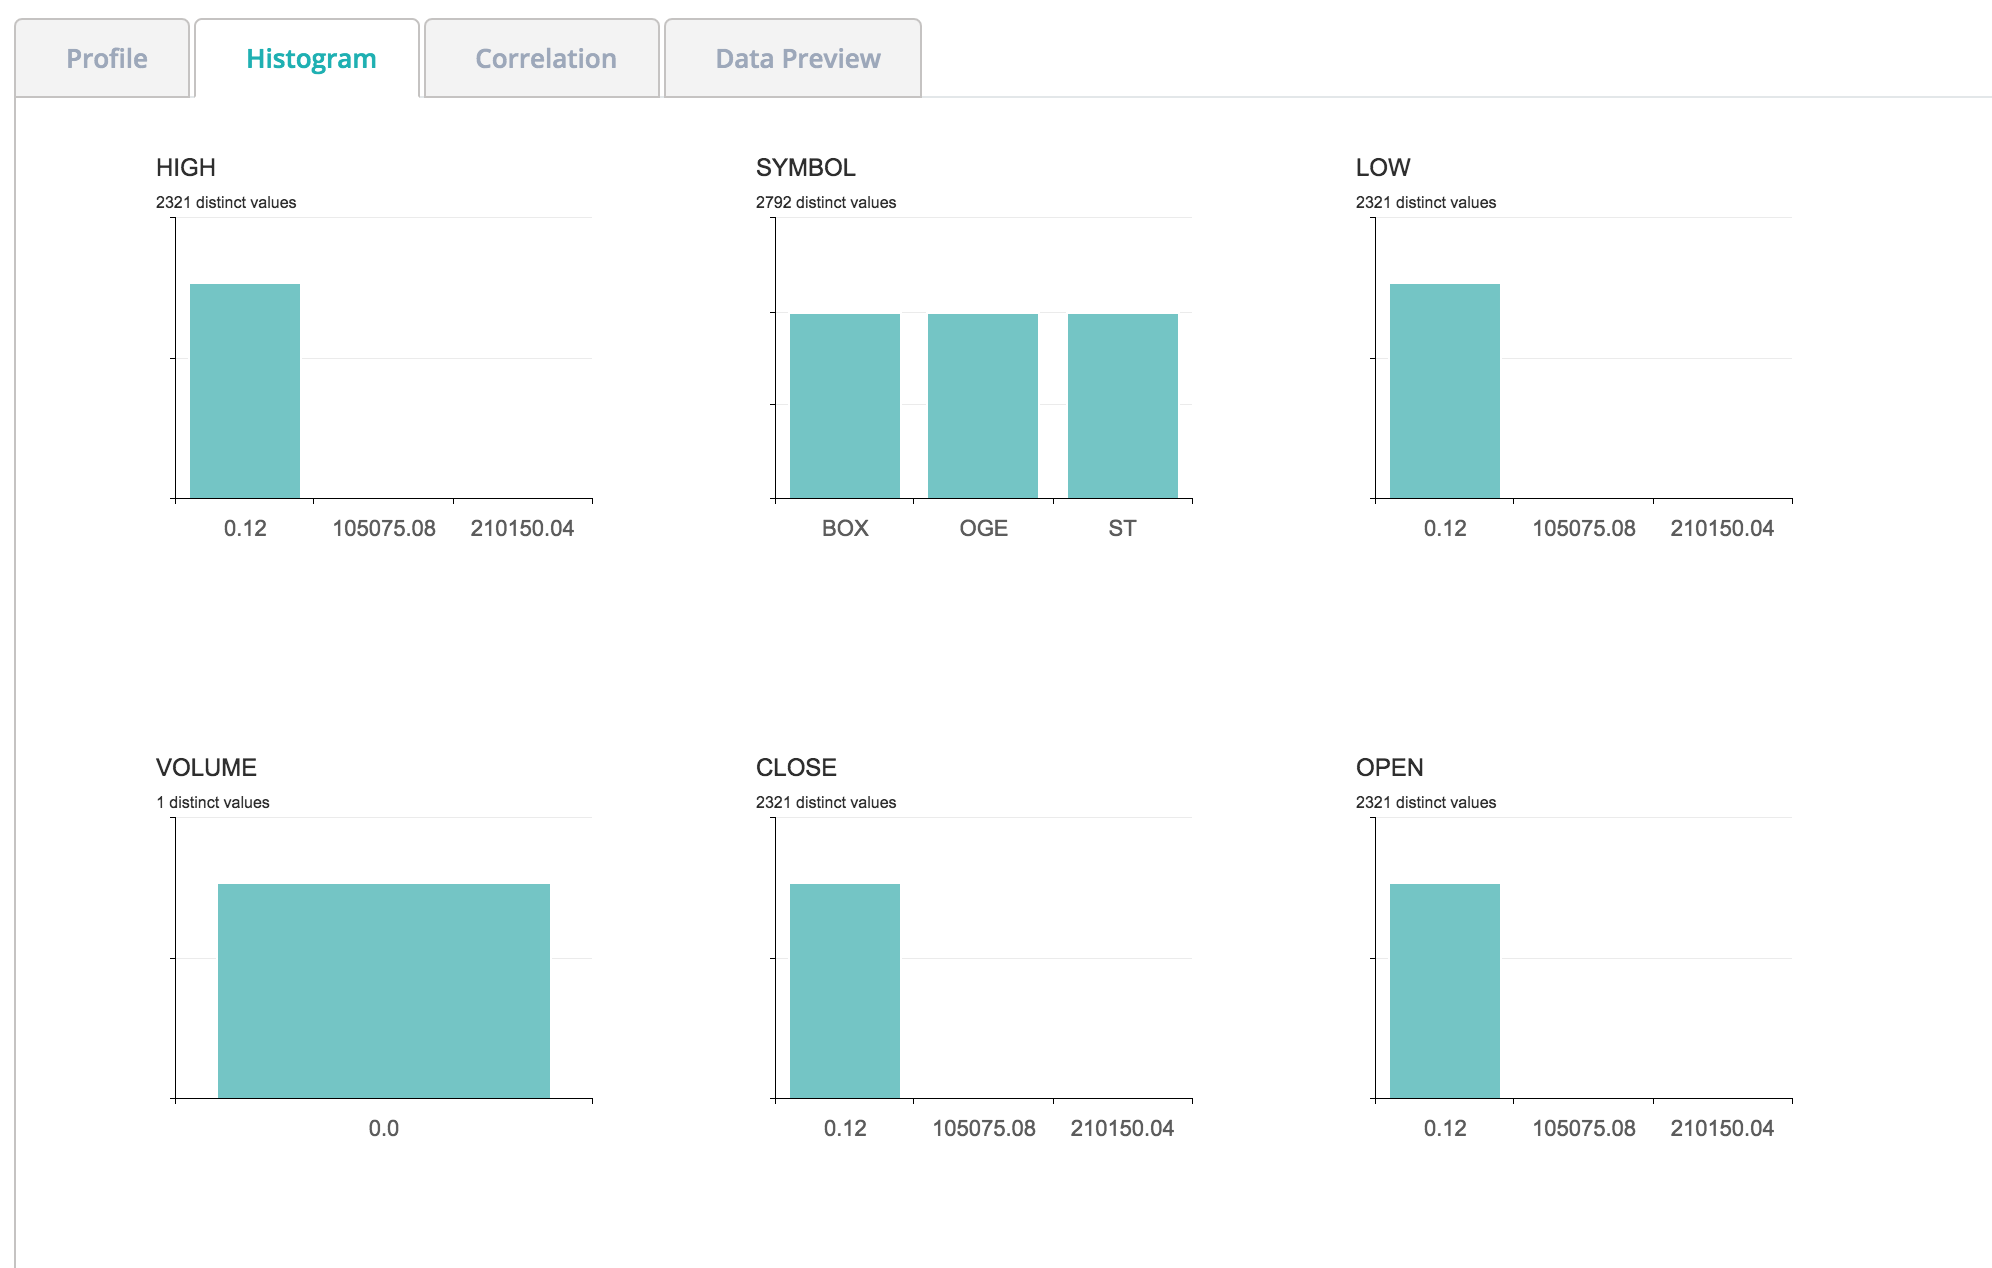 Profile Histogram Correlation Data Preview
HIGH SYMBOL LOW
2321 distinct values 2792 distinct values 2321 distinct values
0.12 105075.08 210150.04 BOX OGE ST 0.12 105075.08 210150.04
VOLUME CLOSE OPEN
1 distinct values 2321 distinct values 2321 distinct values
0.0 0.12 105075.08 210150.04 0.12 105075.08 210150.04